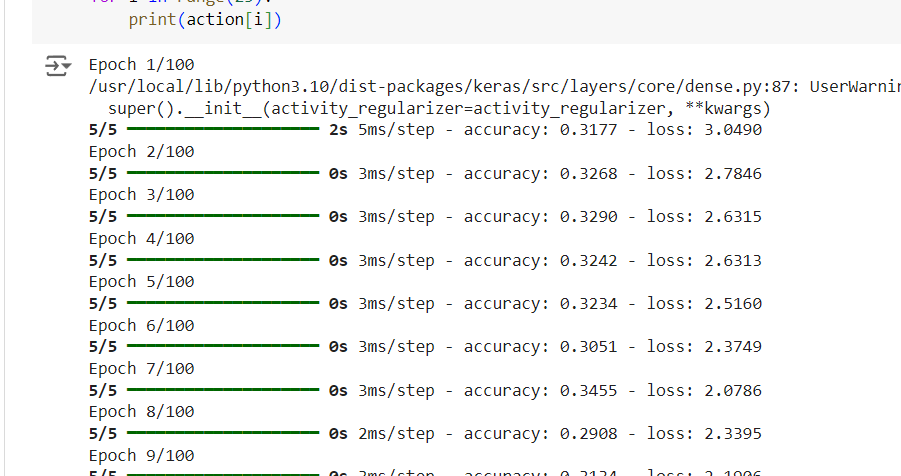 print(action[i])
Epoch 1/100
/usr/local/lib/python3.10/dist-packages/keras/src/layers/core/dense.py:87:
super().__init__(activity_regularizer=activity_regularizer, **kwargs)
5/5 2s 5ms/step - accuracy: 0.3177 - loss: 3.0490
Epoch 2/100
5/5 0s 3ms/step - accuracy: 0.3268 - loss: 2.7846
Epoch 3/100
5/5 0s 3ms/step - accuracy: 0.3290 - loss: 2.6315
Epoch 4/100
5/5 0s 3ms/step - accuracy: 0.3242 - loss: 2.6313
Epoch 5/100
5/5 0s 3ms/step - accuracy: 0.3234 - loss: 2.5160
Epoch 6/100
5/5 0s 3ms/step - accuracy: 0.3051 - loss: 2.3749
Epoch 7/100
5/5 0s 3ms/step - accuracy: 0.3455 - loss: 2.0786
Epoch 8/100
5/5 0s 2ms/step - accuracy: 0.2908 - loss: 2.3395
Epoch 9/100